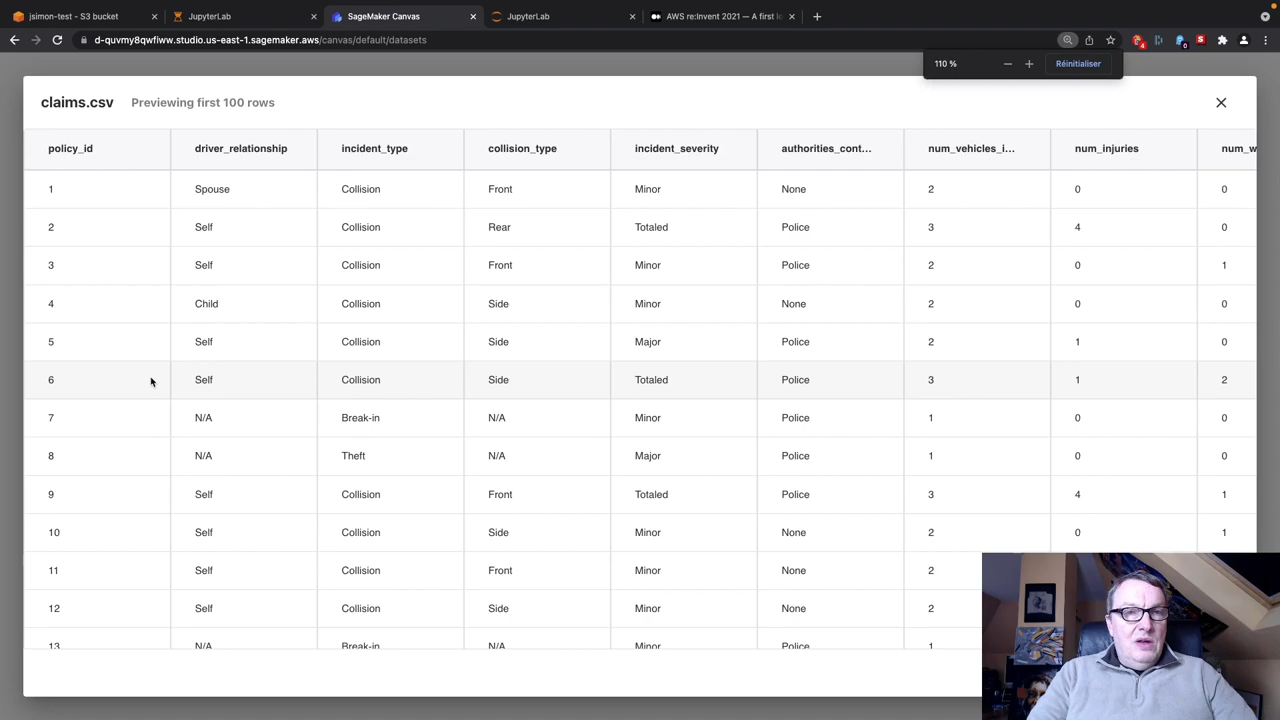 jsimon-test - S3 bucket
JupyterLab
SageMaker Canvas
JupyterLab
AWS re:Invent 2021 — A first lo
d-quvmy8qwfiww.studio.us-east-1.sagemaker.aws/canvas/default/datasets
110 %
Réinitialiser
claims.csv Previewing first 100 rows
policy_id driver_relationship incident_type collision_type incident_severity authorities_cont... num_vehicles_i... num_injuries num_w
1 Spouse Collision Front Minor None 2 0 0
2 Self Collision Rear Totaled Police 3 4 0
3 Self Collision Front Minor Police 2 0 1
4 Child Collision Side Minor None 2 0 0
5 Self Collision Side Major Police 2 1 0
6 Self Collision Side Totaled Police 3 1 2
7 N/A Break-in N/A Minor Police 1 0 0
8 N/A Theft N/A Major Police 1 0 0
9 Self Collision Front Totaled Police 3 4 1
10 Self Collision Side Minor None 2 0 1
11 Self Collision Front Minor None 2
12 Self Collision Side Minor None 2
13 N/A Break-in N/A Minor Police 1